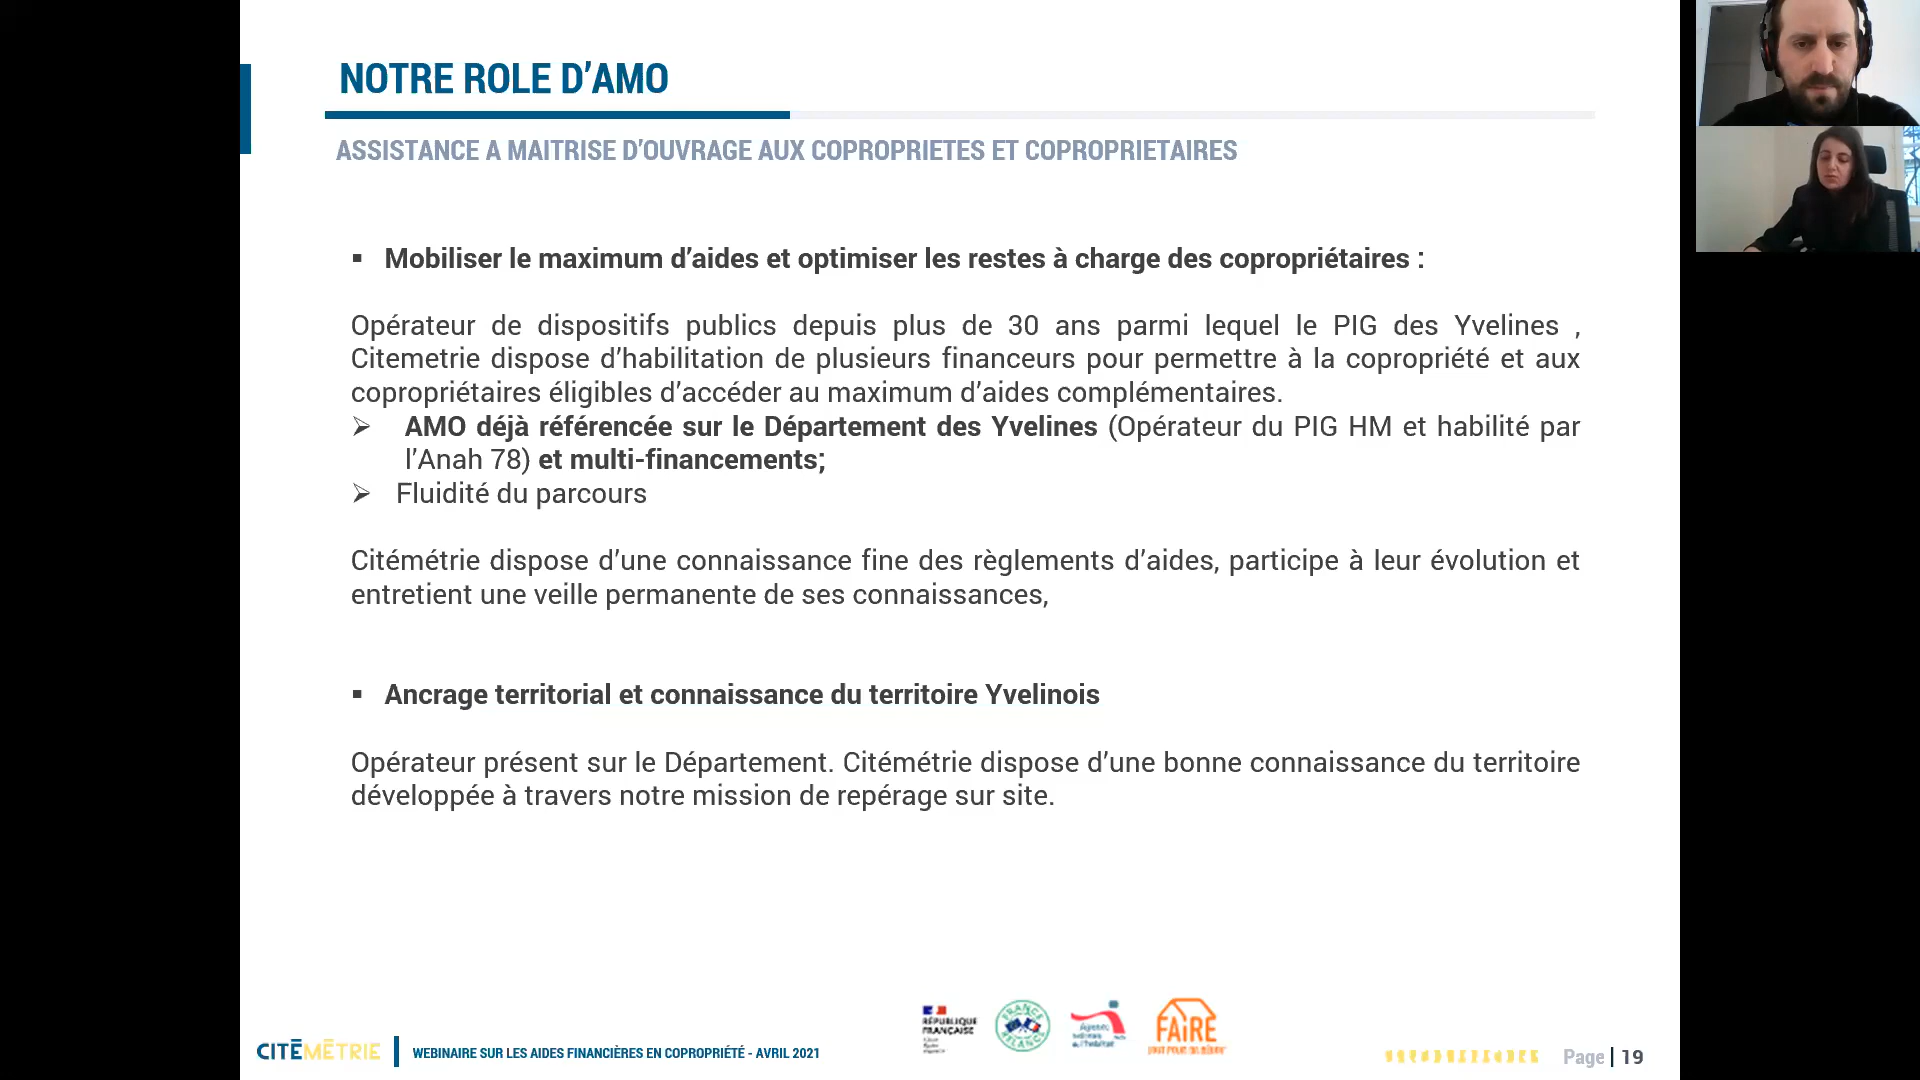 NOTRE ROLE D’AMO
ASSISTANCE A MAITRISE D’OUVRAGE AUX COPROPRIETES ET COPROPRIETAIRES
▪ Mobiliser le maximum d’aides et optimiser les restes à charge des copropriétaires :
Opérateur de dispositifs publics depuis plus de 30 ans parmi lequel le PIG des Yvelines ,
Citemetrie dispose d’habilitation de plusieurs financeurs pour permettre à la copropriété et aux
copropriétaires éligibles d’accéder au maximum d’aides complémentaires.
➢ AMO déjà référencée sur le Département des Yvelines (Opérateur du PIG HM et habilité par
l’Anah 78) et multi-financements;
➢ Fluidité du parcours
Citémétrie dispose d’une connaissance fine des règlements d’aides, participe à leur évolution et
entretient une veille permanente de ses connaissances,
▪ Ancrage territorial et connaissance du territoire Yvelinois
Opérateur présent sur le Département. Citémétrie dispose d’une bonne connaissance du territoire
développée à travers notre mission de repérage sur site.
RÉPUBLIQUE
FRANÇAISE
FRANCE
RELANCE
Agence
FAIRE
CITĒMÉTRIE
WEBINAIRE SUR LES AIDES FINANCIÈRES EN COPROPRIÉTÉ - AVRIL 2021
Page | 19